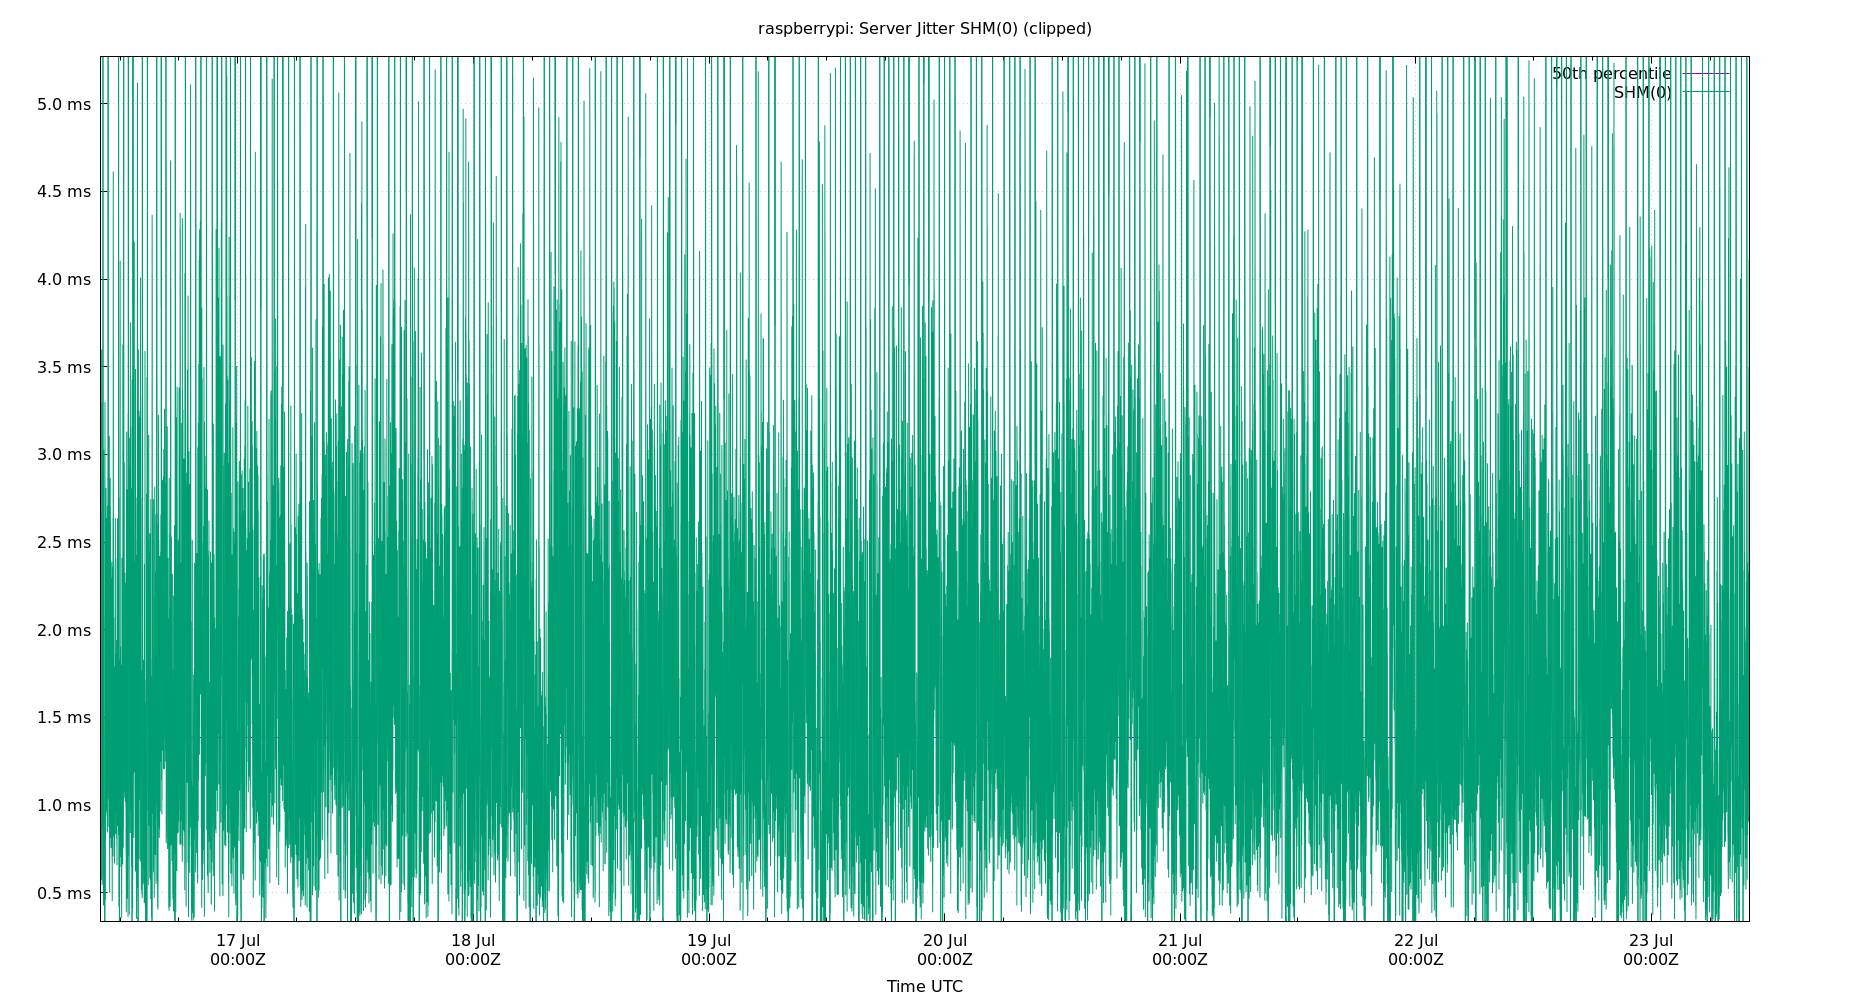 raspberrypi: Server Jitter SHM(0) (clipped)
50th percentile
SHM(0)
5.0 ms
4.5 ms
4.0 ms
3.5 ms
3.0 ms
2.5 ms
2.0 ms
1.5 ms
1.0 ms
0.5 ms
17 Jul 18 Jul 19 Jul 20 Jul 21 Jul 22 Jul 23 Jul
00:00Z 00:00Z 00:00Z 00:00Z 00:00Z 00:00Z 00:00Z
Time UTC